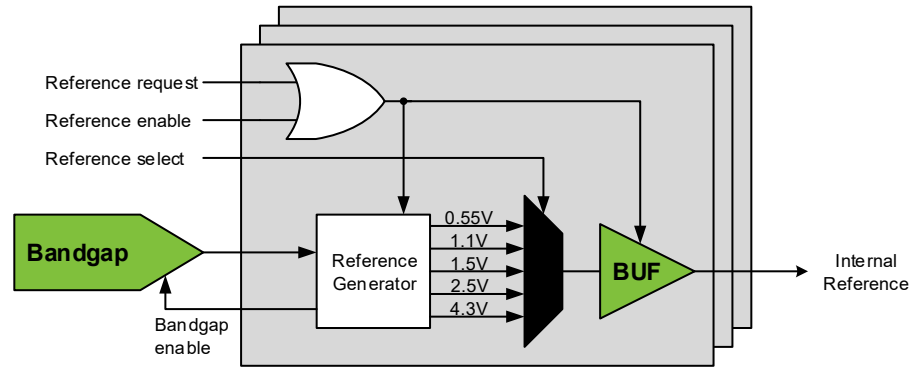 Reference request
Reference enable
Reference select
Bandgap
Reference
Generator
0.55V
1.1V
1.5V
2.5V
4.3V
BUF
Internal
Reference
Bandgap
enable